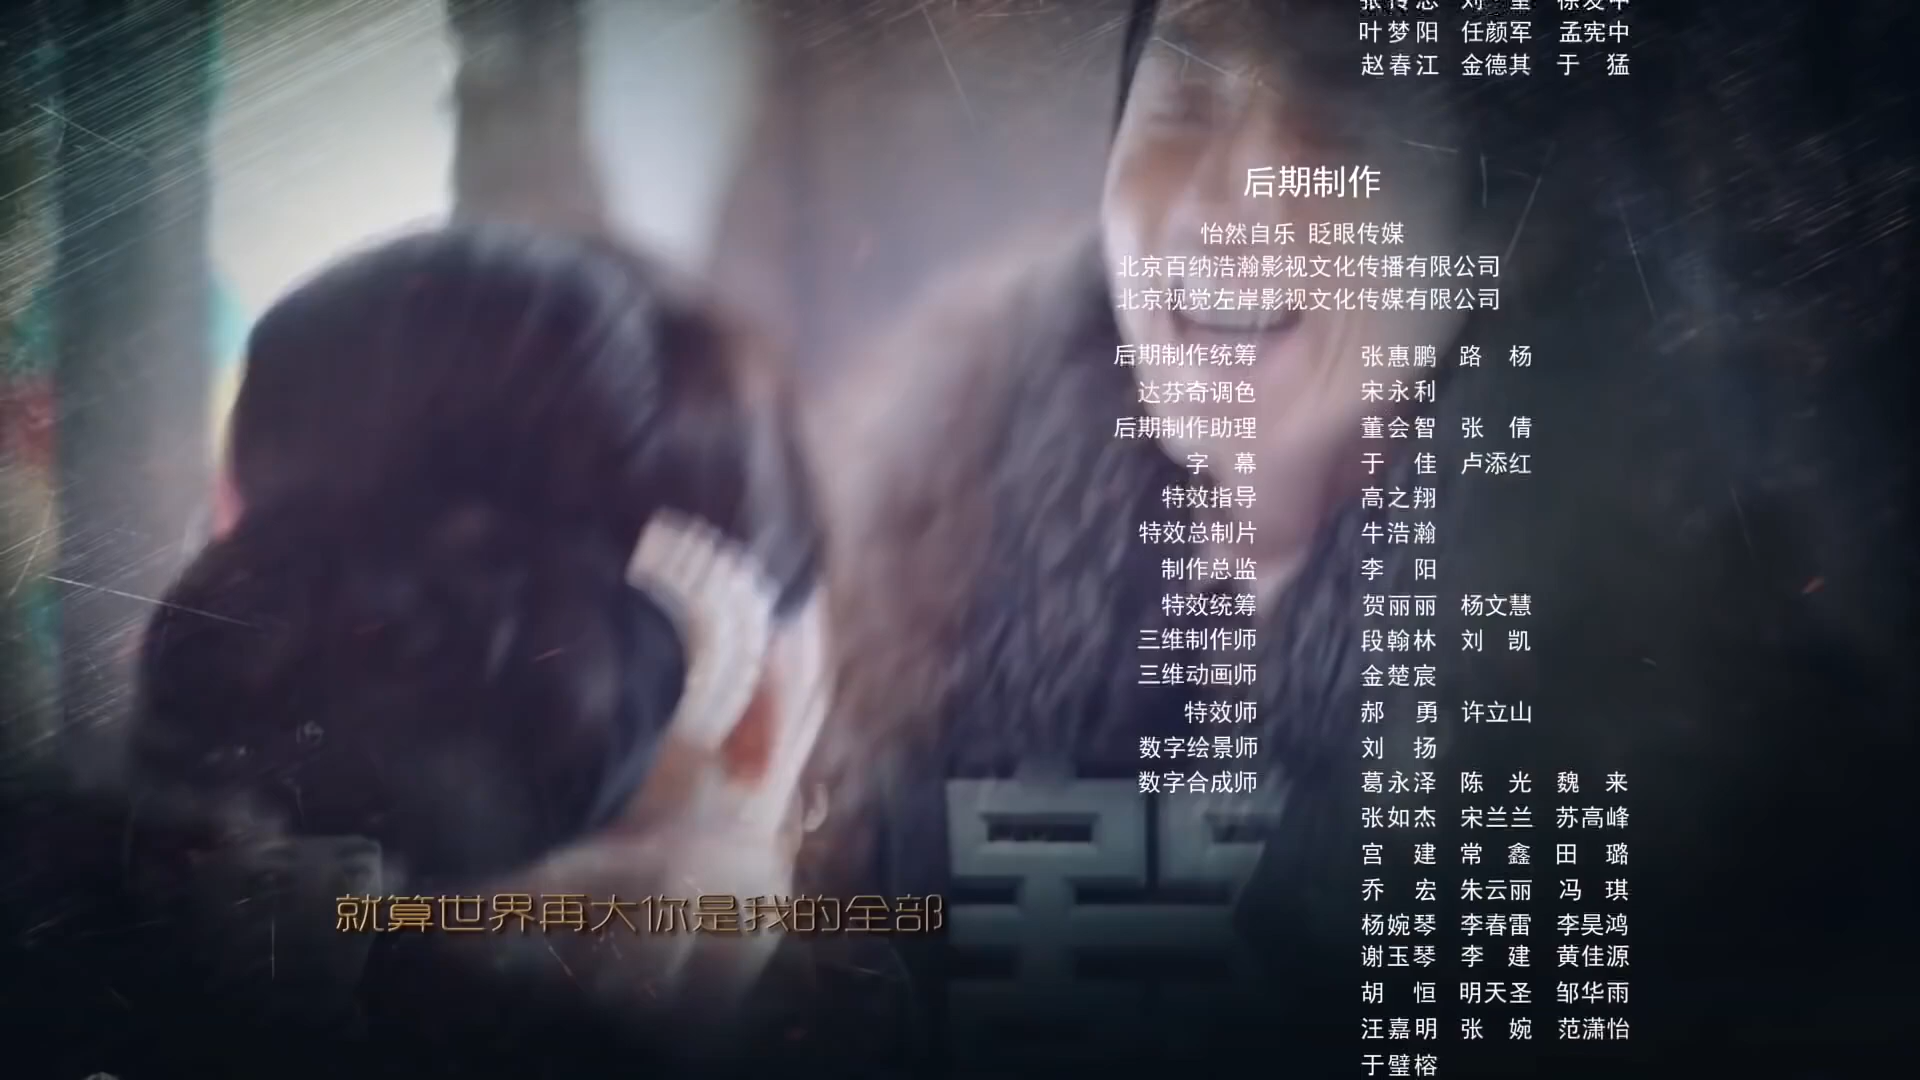 叶梦阳 任颜军 孟宪中
赵春江 金德其 于 猛
后期制作
怡然自乐 眨眼传媒
北京百纳浩瀚影视文化传播有限公司
北京视觉左岸影视文化传媒有限公司
后期制作统筹 张惠鹏 路 杨
达芬奇调色 宋永利
后期制作助理 董会智 张 倩
字 幕 于 佳 卢添红
特效指导 高之翔
特效总制片 牛浩瀚
制作总监 李 阳
特效统筹 贺丽丽 杨文慧
三维制作师 段翰林 刘 凯
三维动画师 金楚宸
特效师 郝 勇 许立山
数字绘景师 刘 扬
数字合成师 葛永泽 陈 光 魏 来
张如杰 宋兰兰 苏高峰
宫 建 常 鑫 田 璐
乔 宏 朱云丽 冯 琪
杨婉琴 李春雷 李昊鸿
谢玉琴 李 建 黄佳源
胡 恒 明天圣 邹华雨
汪嘉明 张 婉 范潇怡
于璧榕
就算世界再大你是我的全部